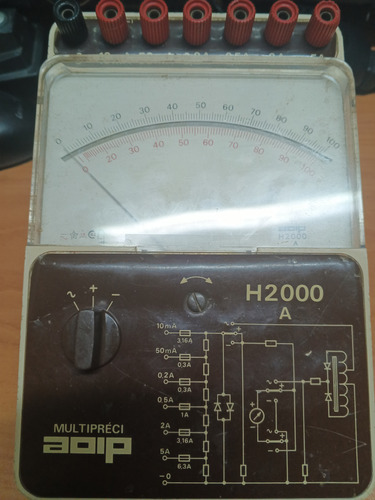 0 10 20 30 40 50 60 70 80 90 100
20 30 40 50 60 70 80 90 100
aoip
H2000
A
~ + −
H2000
A
10mA
3,16A
50mA
0,3A
0,2A
0,3A
0,5A
1A
2A
3,16A
5A
6,3A
−0
MULTIPRÉCI
aoip